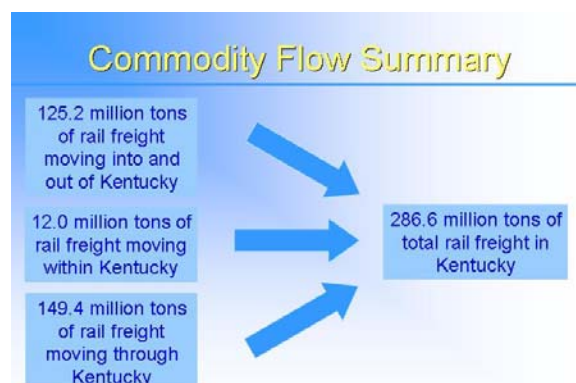 Commodity Flow Summary
125.2 million tons
of rail freight
moving into and
out of Kentucky
12.0 million tons of
rail freight moving
within Kentucky
149.4 million tons
of rail freight
moving through
Kentucky
286.6 million tons of
total rail freight in
Kentucky